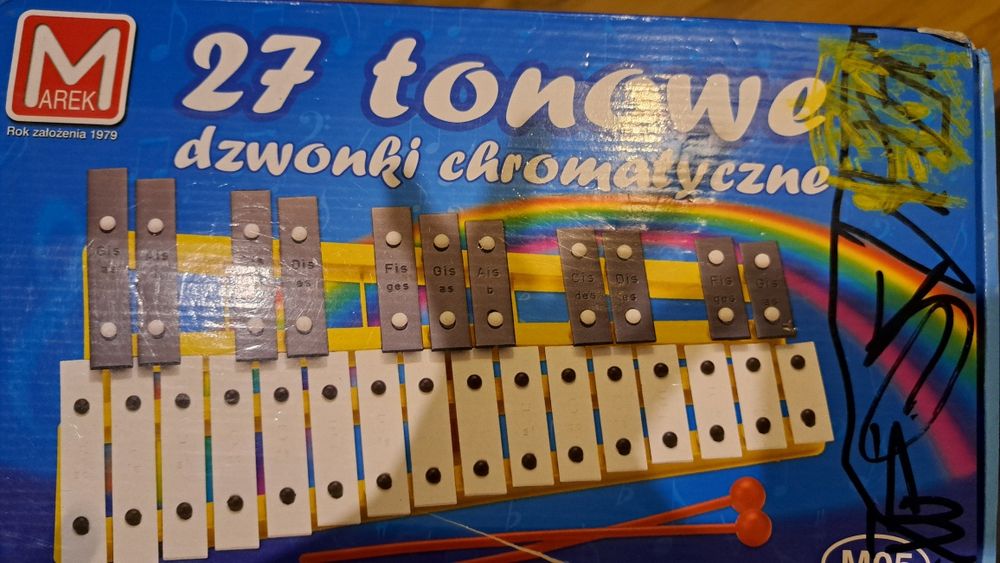 MAREK
Rok założenia 1979
27 tonowe
dzwonki chromatyczne
Gis Ais Dis Fis Gis Ais Cis Dis Fis Gis
as es ges as b des es ges as